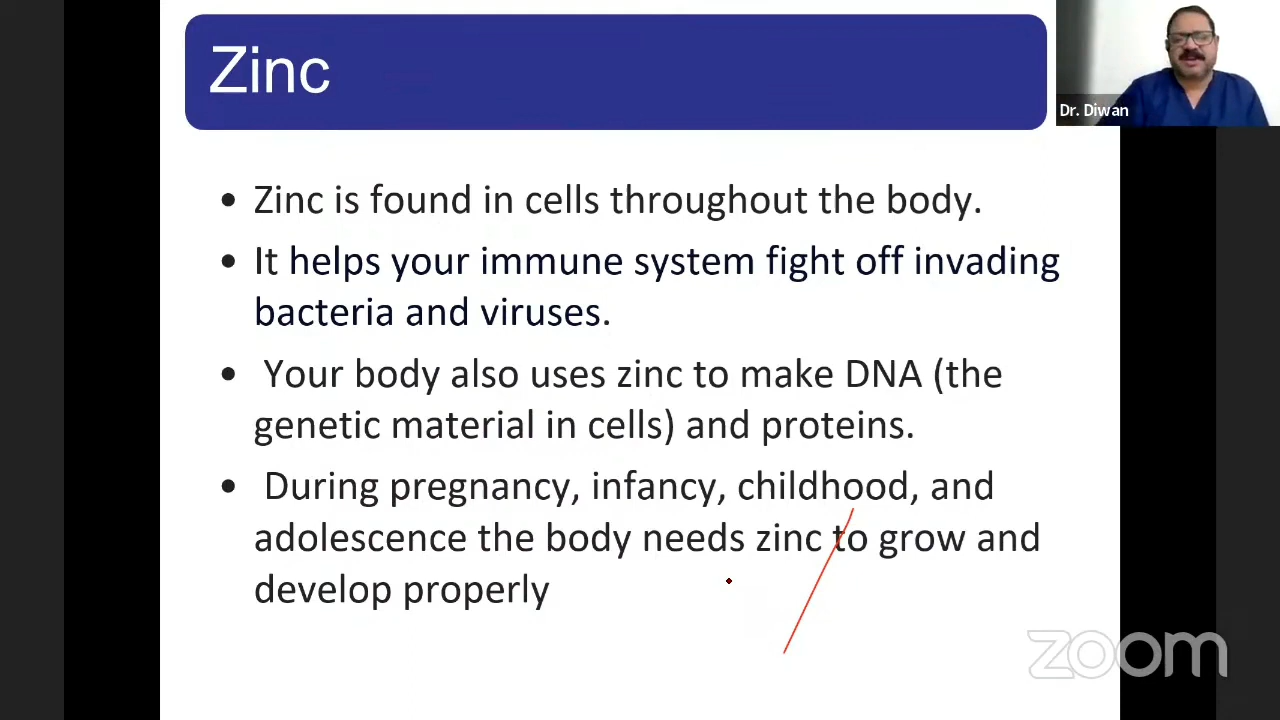 Zinc
Dr. Diwan
• Zinc is found in cells throughout the body.
• It helps your immune system fight off invading
bacteria and viruses.
• Your body also uses zinc to make DNA (the
genetic material in cells) and proteins.
• During pregnancy, infancy, childhood, and
adolescence the body needs zinc to grow and
develop properly
zoom